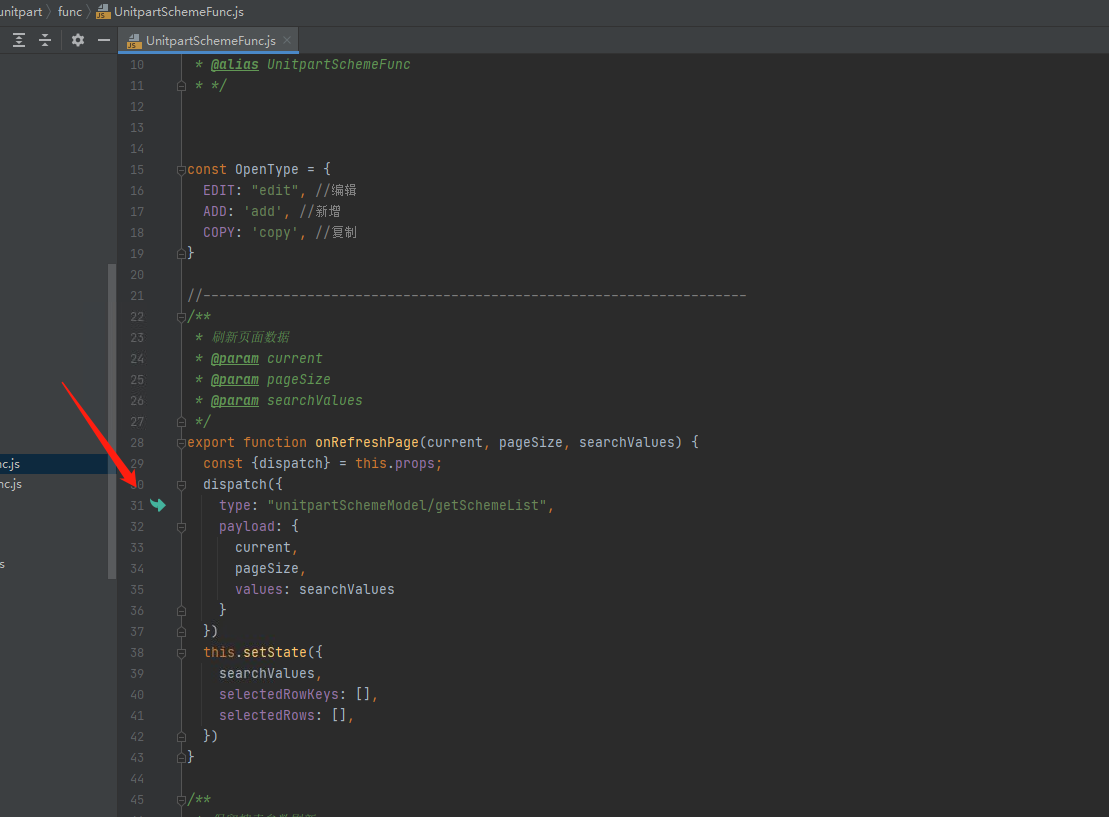 unitpart 〉 func 〉 UnitpartSchemeFunc.js
UnitpartSchemeFunc.js ×
10 * @alias UnitpartSchemeFunc
11 * */
12
13
14
15 const OpenType = {
16 EDIT: "edit", //编辑
17 ADD: 'add', //新增
18 COPY: 'copy', //复制
19 }
20
21 //--------------------------------------------------------------------
22 /**
23 * 刷新页面数据
24 * @param current
25 * @param pageSize
26 * @param searchValues
27 */
28 export function onRefreshPage(current, pageSize, searchValues) {
29 const {dispatch} = this.props;
30 dispatch({
31 type: "unitpartSchemeModel/getSchemeList",
32 payload: {
33 current,
34 pageSize,
35 values: searchValues
36 }
37 })
38 this.setState({
39 searchValues,
40 selectedRowKeys: [],
41 selectedRows: [],
42 })
43 }
44
45 /**
nc.js
nc.js
s